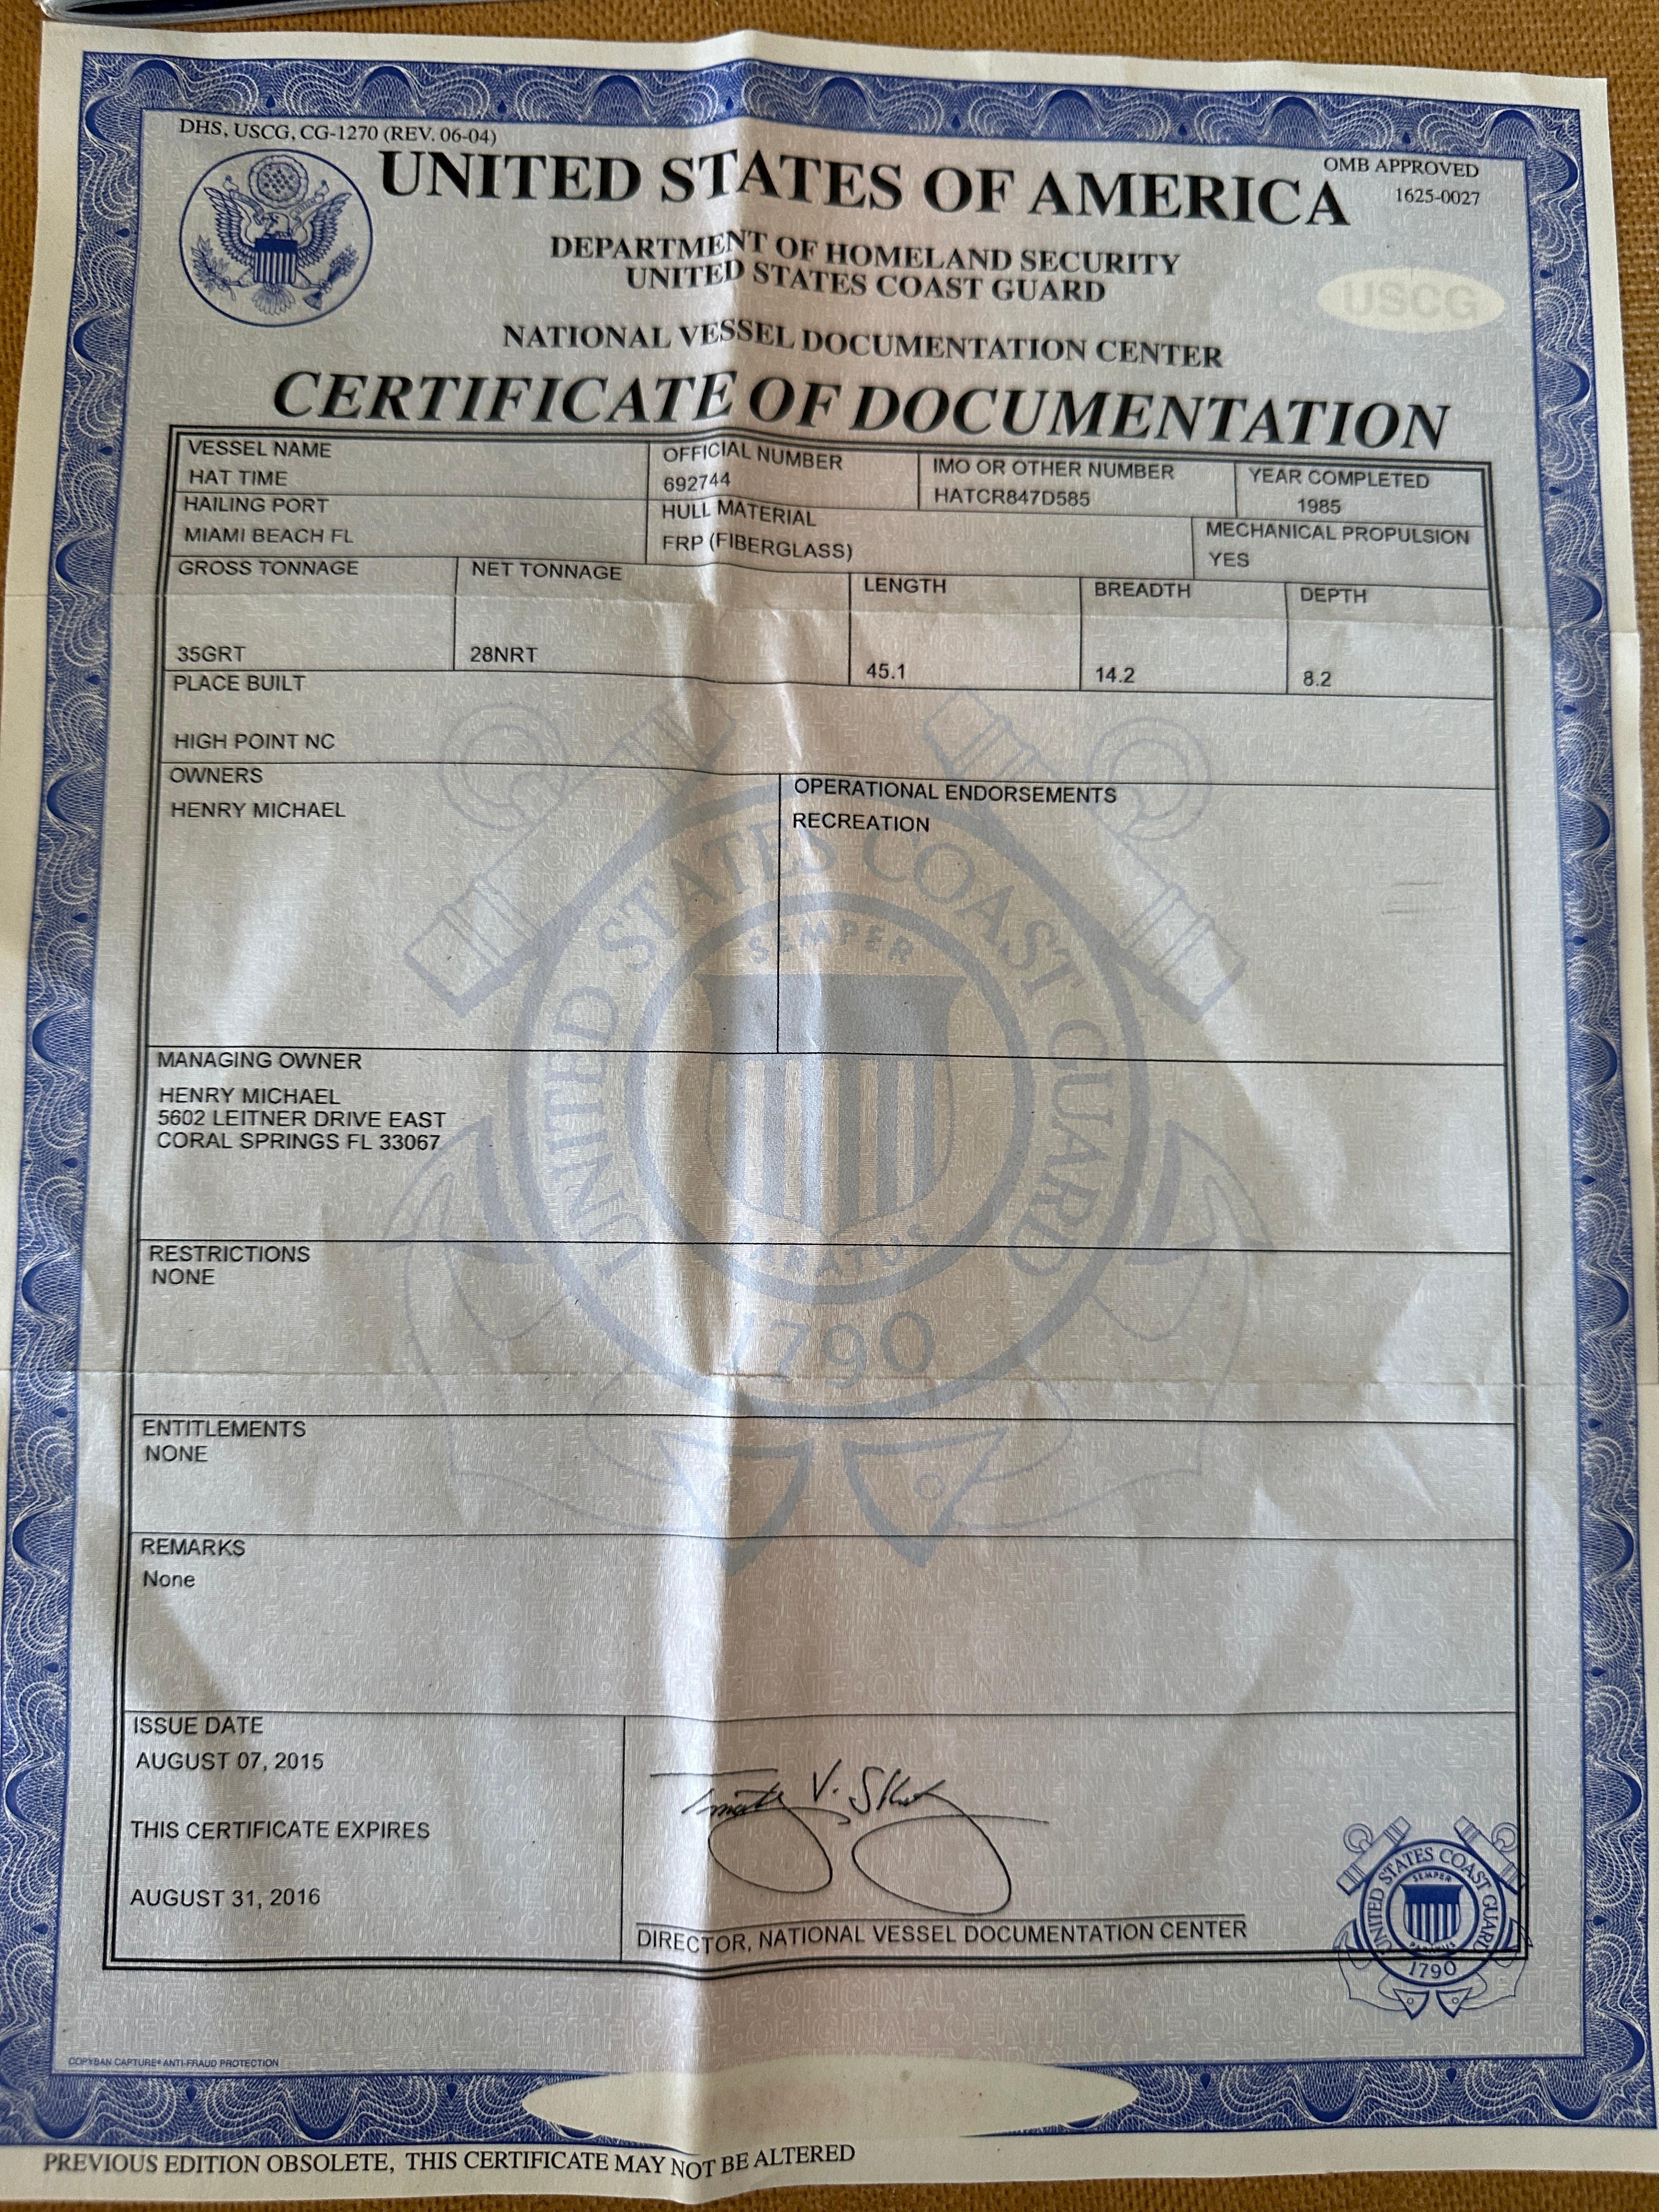 DHS, USCG, CG-1270 (REV. 06-04)
OMB APPROVED
1625-0027
UNITED STATES OF AMERICA
DEPARTMENT OF HOMELAND SECURITY
UNITED STATES COAST GUARD
USCG
NATIONAL VESSEL DOCUMENTATION CENTER
CERTIFICATE OF DOCUMENTATION
VESSEL NAME
HAT TIME
OFFICIAL NUMBER
692744
IMO OR OTHER NUMBER
HATCR847D585
YEAR COMPLETED
1985
HAILING PORT
MIAMI BEACH FL
HULL MATERIAL
FRP (FIBERGLASS)
MECHANICAL PROPULSION
YES
GROSS TONNAGE
35GRT
NET TONNAGE
28NRT
LENGTH
45.1
BREADTH
14.2
DEPTH
8.2
PLACE BUILT
HIGH POINT NC
OWNERS
HENRY MICHAEL
OPERATIONAL ENDORSEMENTS
RECREATION
UNITED STATES COAST GUARD
SEMPER
PARATUS
1790
MANAGING OWNER
HENRY MICHAEL
5602 LEITNER DRIVE EAST
CORAL SPRINGS FL 33067
RESTRICTIONS
NONE
ENTITLEMENTS
NONE
REMARKS
None
ISSUE DATE
AUGUST 07, 2015
THIS CERTIFICATE EXPIRES
AUGUST 31, 2016
DIRECTOR, NATIONAL VESSEL DOCUMENTATION CENTER
UNITED STATES COAST GUARD
SEMPER
1790
COPYBAN CAPTURE® ANTI-FRAUD PROTECTION
PREVIOUS EDITION OBSOLETE, THIS CERTIFICATE MAY NOT BE ALTERED